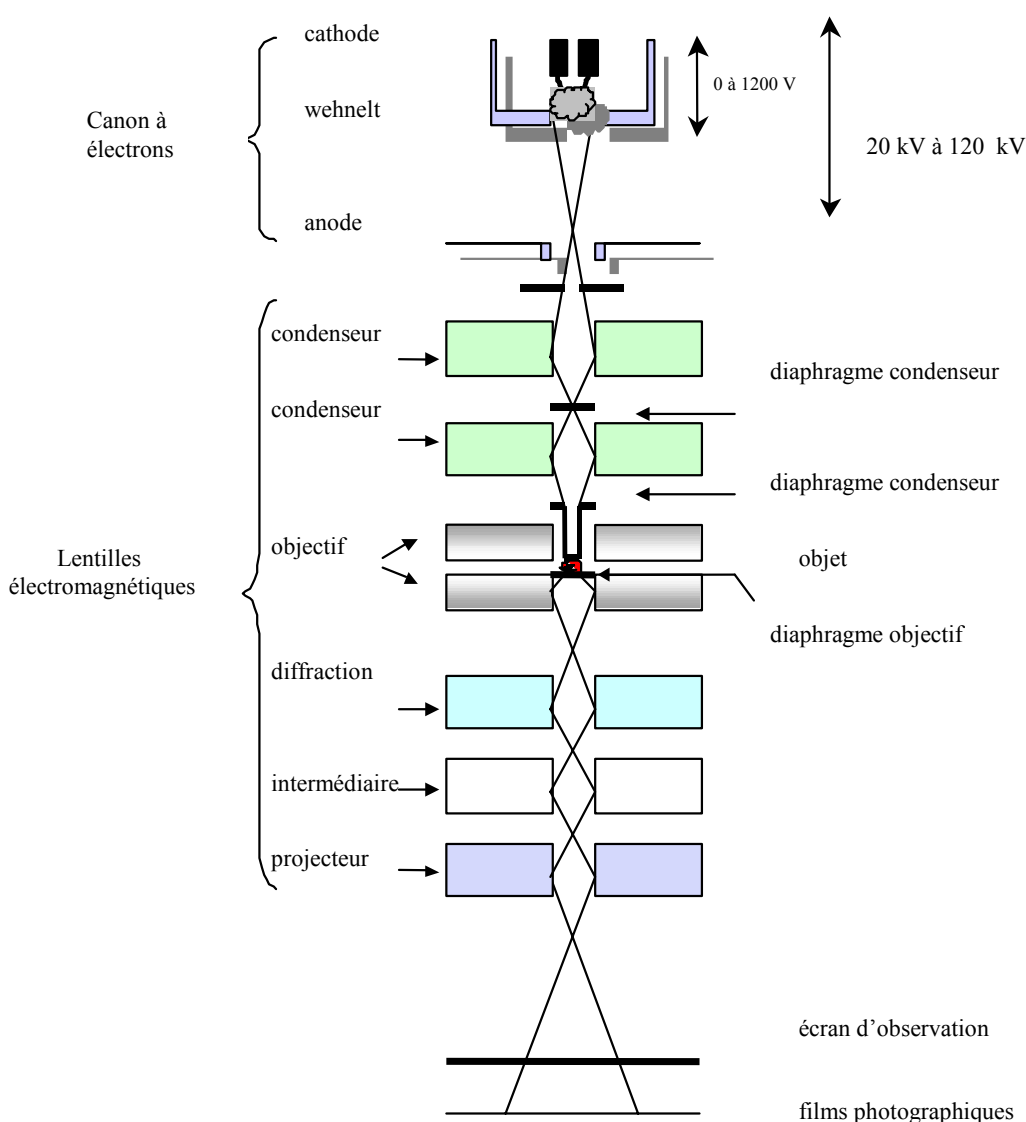 cathode
0 à 1200 V
wehnelt
Canon à
électrons
20 kV à 120 kV
anode
condenseur
diaphragme condenseur
condenseur
diaphragme condenseur
objectif
Lentilles
électromagnétiques
objet
diaphragme objectif
diffraction
intermédiaire
projecteur
écran d’observation
films photographiques